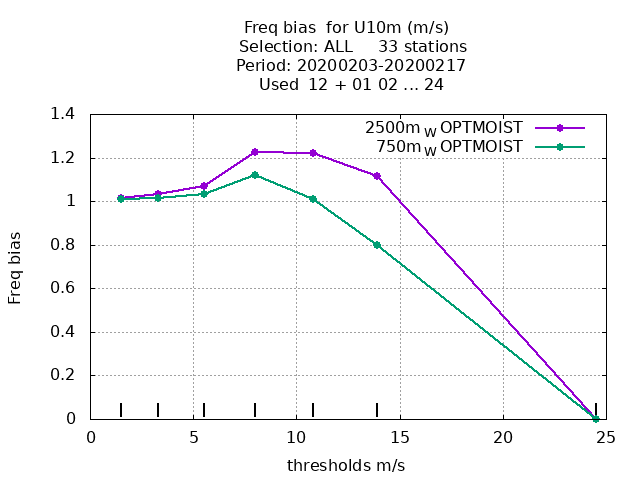 Freq bias  for U10m (m/s)
Selection: ALL     33 stations
Period: 20200203-20200217
Used  12 + 01 02 ... 24
1.4
1.2
1
0.8
0.6
0.4
0.2
0
Freq bias
2500m W OPTMOIST
750m W OPTMOIST
0 5 10 15 20 25
thresholds m/s